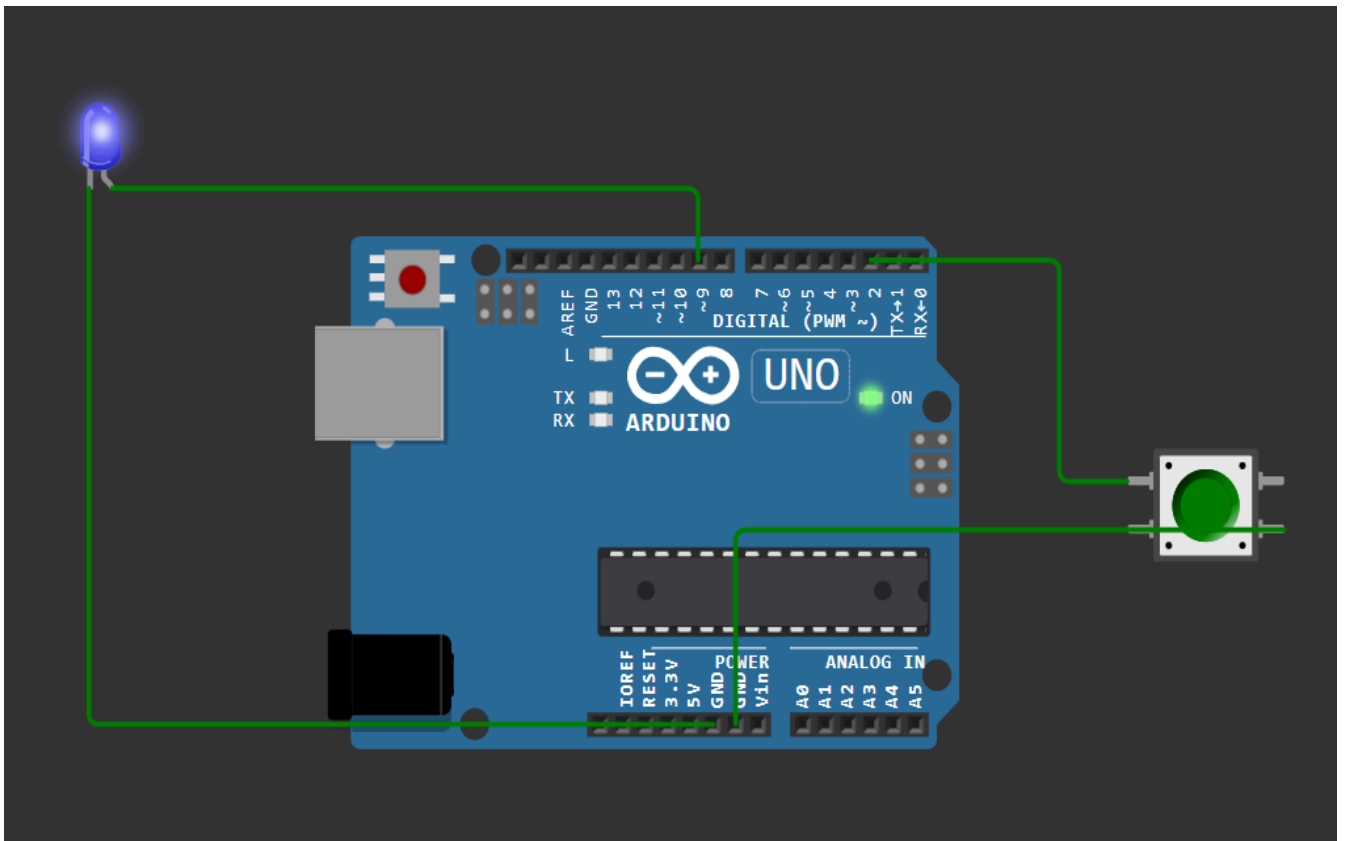 AREF
GND
13
12
~11
~10
~9
8
7
~6
~5
4
~3
2
TX→1
RX←0
DIGITAL (PWM ~)
L
TX
RX
UNO
ON
ARDUINO
POWER
ANALOG IN
IOREF
RESET
3.3V
5V
GND
GND
Vin
A0
A1
A2
A3
A4
A5